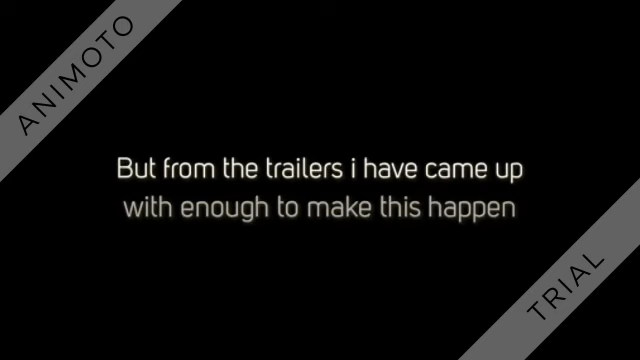 ANIMOTO
But from the trailers i have came up
with enough to make this happen
TRIAL